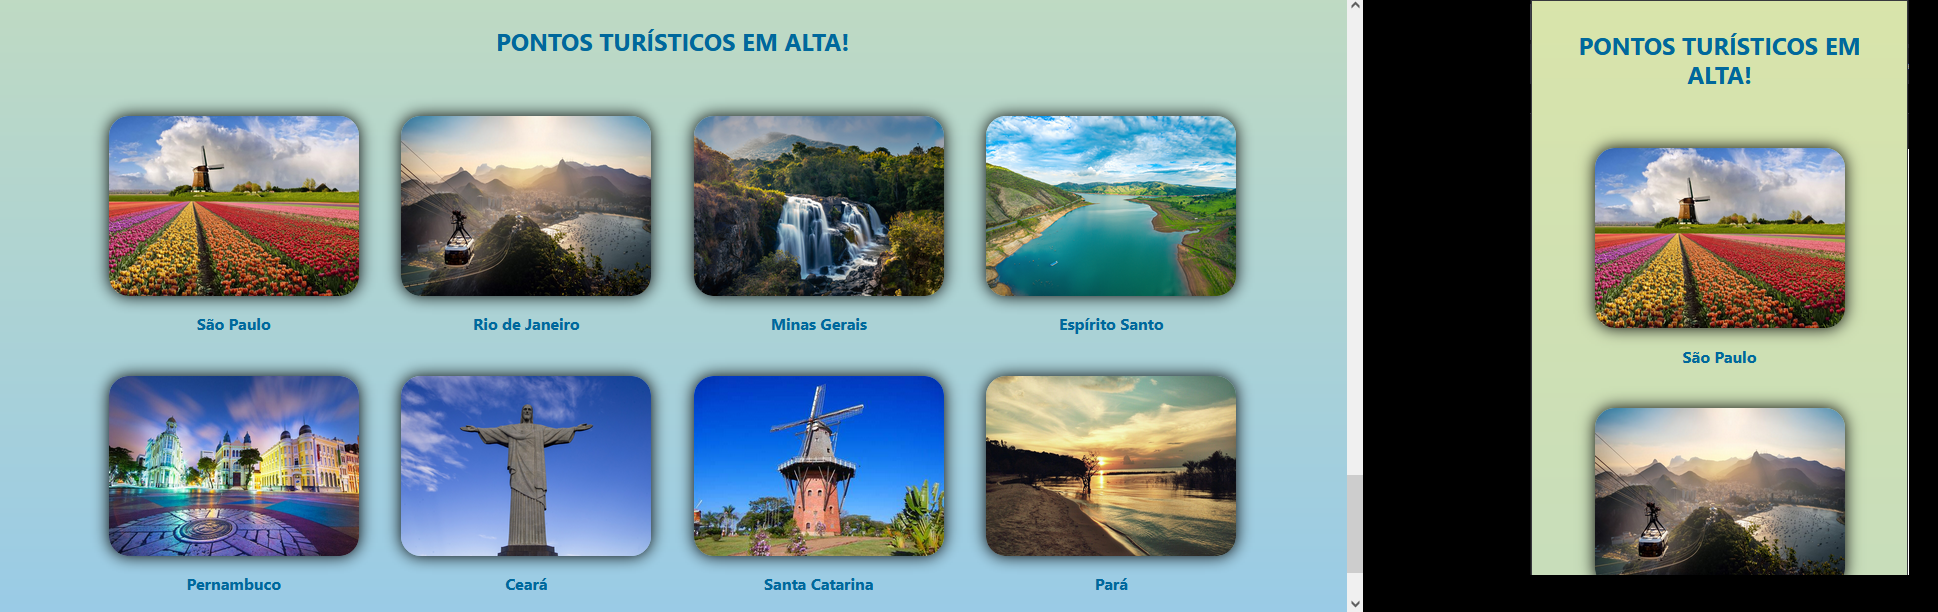 PONTOS TURÍSTICOS EM ALTA!
São Paulo
Rio de Janeiro
Minas Gerais
Espírito Santo
Pernambuco
Ceará
Santa Catarina
Pará
PONTOS TURÍSTICOS EM
ALTA!
São Paulo